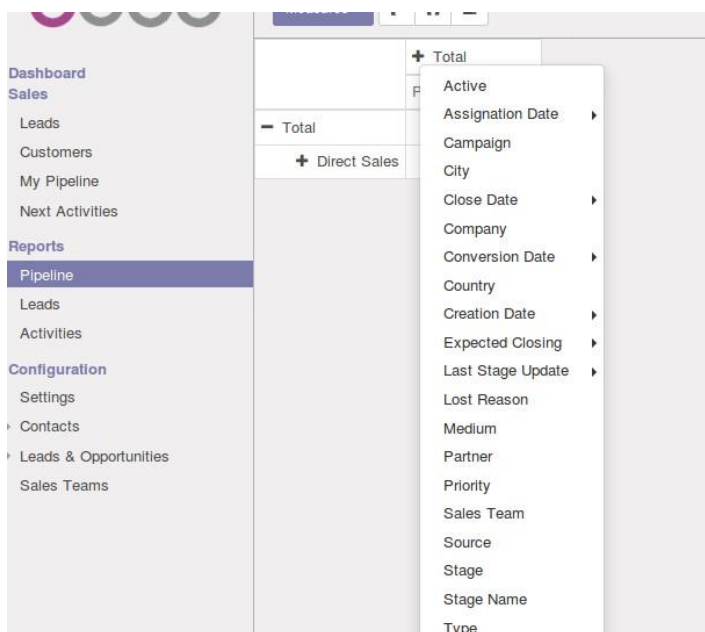 Measures
Dashboard
Sales
Leads
Customers
My Pipeline
Next Activities
Reports
Pipeline
Leads
Activities
Configuration
Settings
Contacts
Leads & Opportunities
Sales Teams
+ Total
− Total
+ Direct Sales
Active
Assignation Date
Campaign
City
Close Date
Company
Conversion Date
Country
Creation Date
Expected Closing
Last Stage Update
Lost Reason
Medium
Partner
Priority
Sales Team
Source
Stage
Stage Name
Type